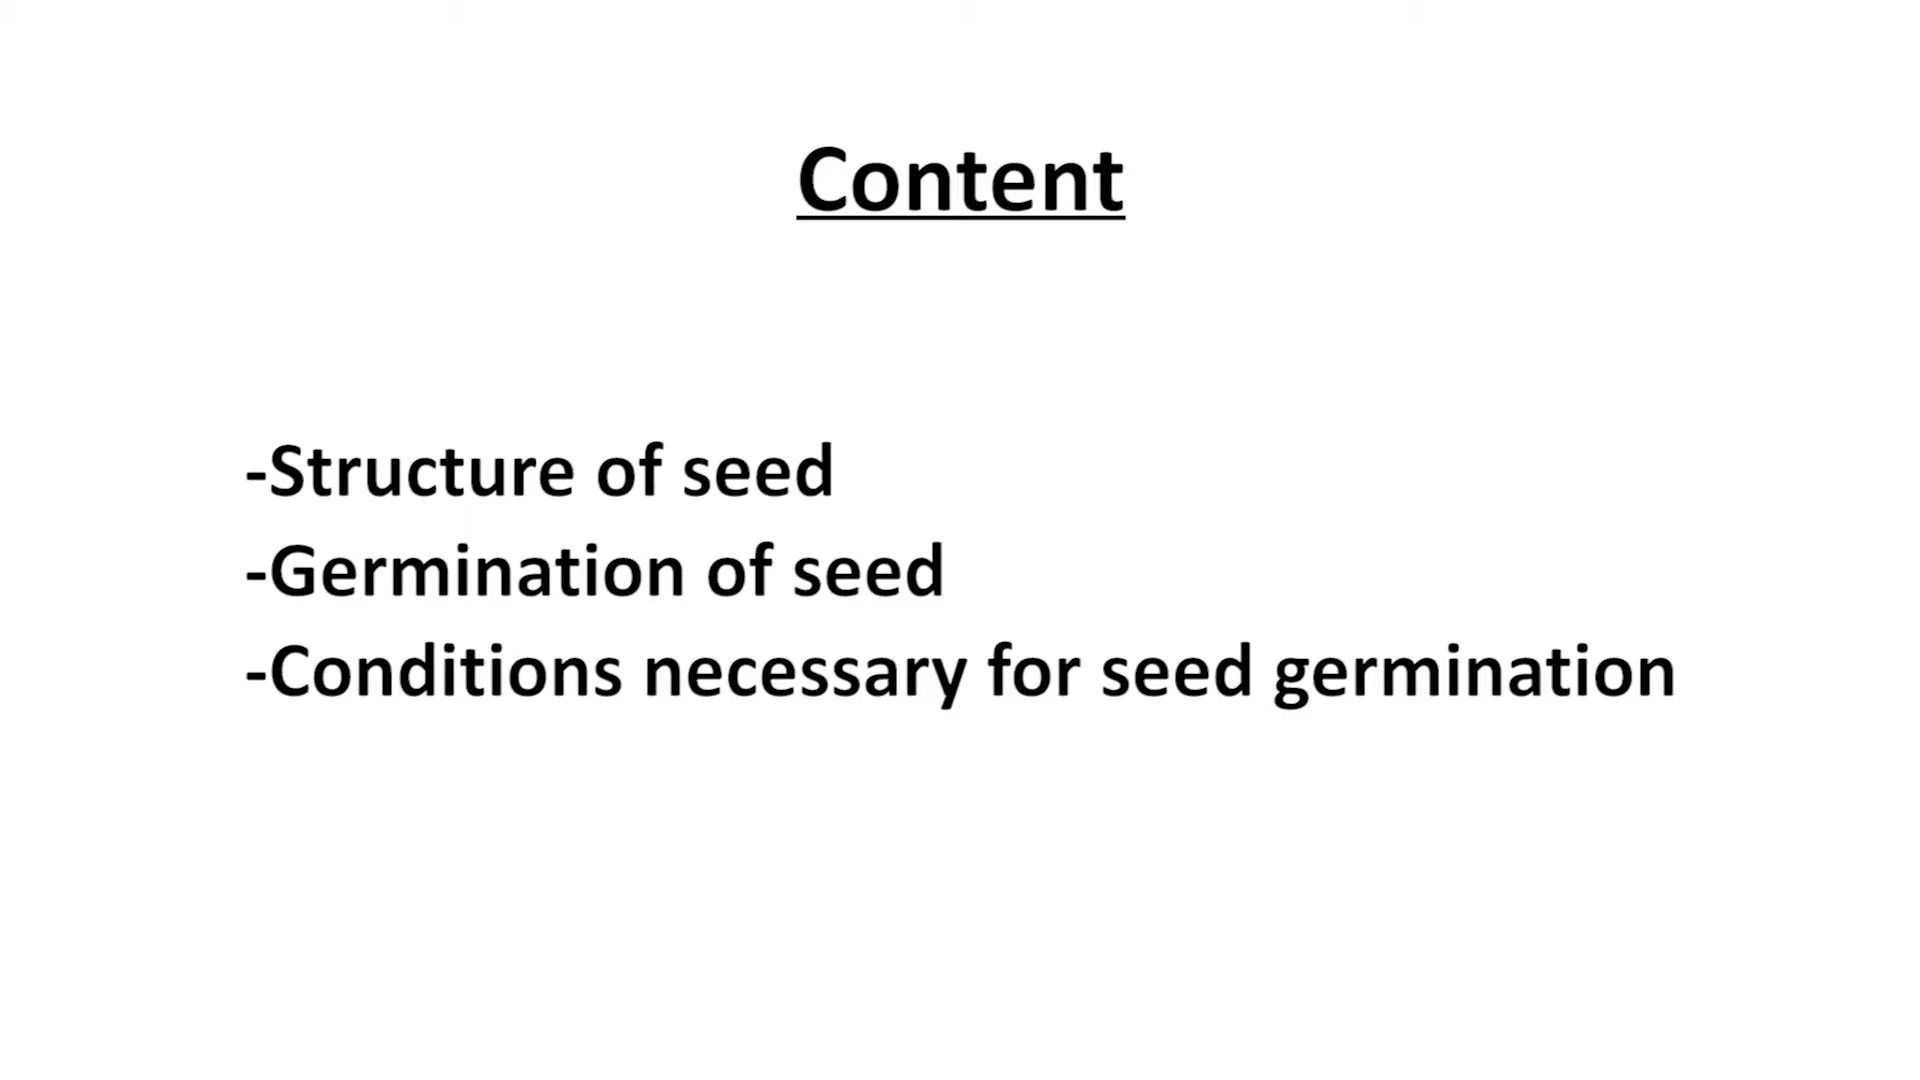 Content
-Structure of seed
-Germination of seed
-Conditions necessary for seed germination